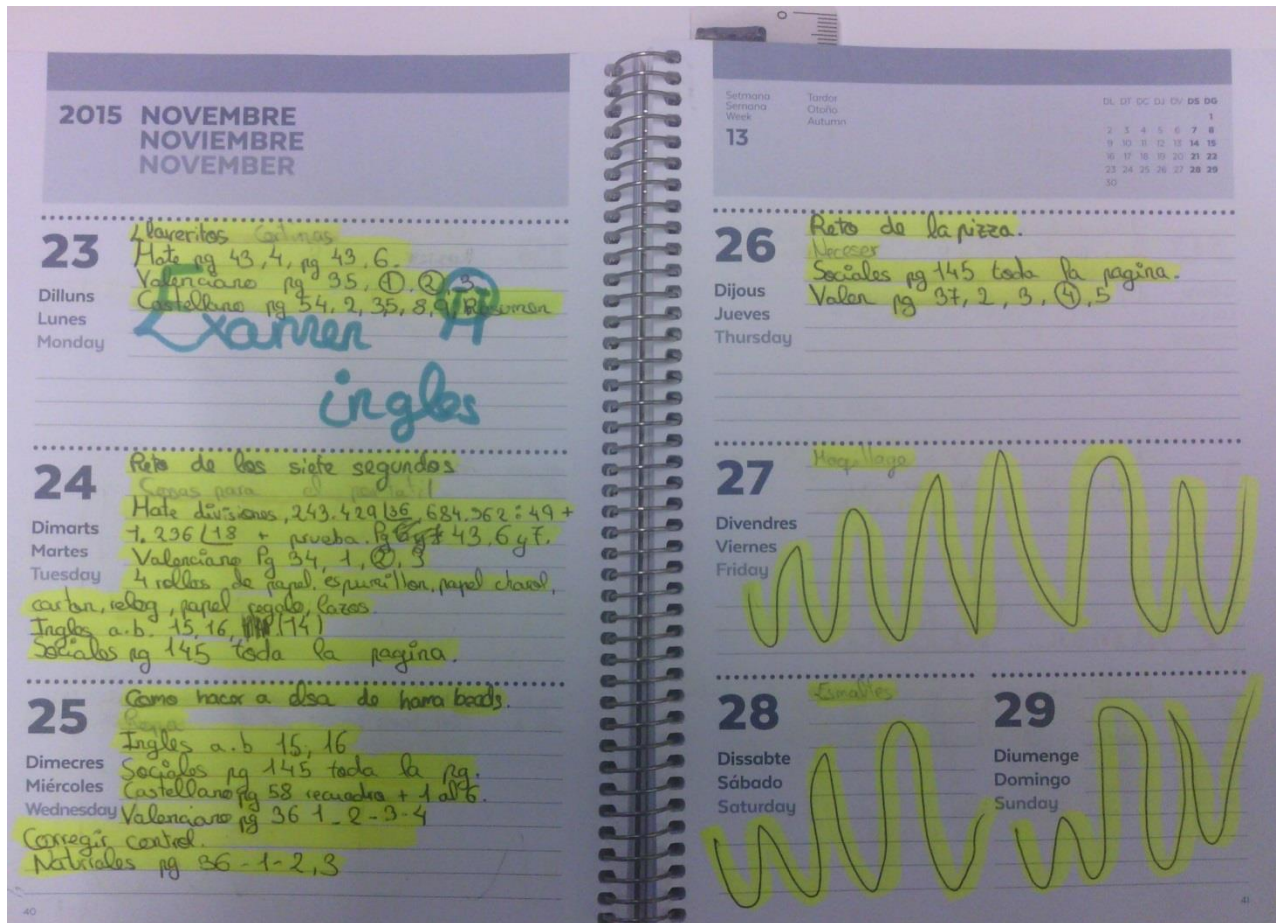 2015 NOVEMBRE
NOVIEMBRE
NOVEMBER
23
Dilluns
Lunes
Monday
Llaveritos Cortinas
Mate pg 43, 4, pg 43, 6.
Valenciano pg 35, ①. ②, 3
Castellano pg 54, 2, 35, 8, 9 Resumen
Examen
ingles
24
Dimarts
Martes
Tuesday
Reto de los siete segundos
Cosas para el
Mate divisiones, 243.429 | 36, 684.962 : 49 +
1.296 | 18 + prueba. Pg 43, 6 y 7.
Valenciano Pg 34, 1, ②, 3
4 rollos de papel, papel charol,
carton, relog, papel regalo, lazos.
Ingles a.b. 15, 16, (14)
Sociales pg 145 toda la pagina.
25
Dimecres
Miércoles
Wednesday
Como hacer a elsa de hama beads.
Ingles a.b 15, 16
Sociales pg 145 toda la pg.
Castellano pg 58 recuadro + 1 al 6.
Valenciano pg 36 1 - 2 - 3 - 4
Corregir control.
Naturales pg 36 - 1 - 2, 3
40
Setmana
Semana
Week
13
Tardor
Otoño
Autumn
DL DT DC DJ DV DS DG
1
2 3 4 5 6 7 8
9 10 11 12 13 14 15
16 17 18 19 20 21 22
23 24 25 26 27 28 29
30
26
Dijous
Jueves
Thursday
Reto de la pizza.
Neceser
Sociales pg 145 toda la pagina.
Valen pg 37, 2, 3, ④, 5
27
Divendres
Viernes
Friday
Maquillage
28
Dissabte
Sábado
Saturday
Esmaltes
29
Diumenge
Domingo
Sunday
41